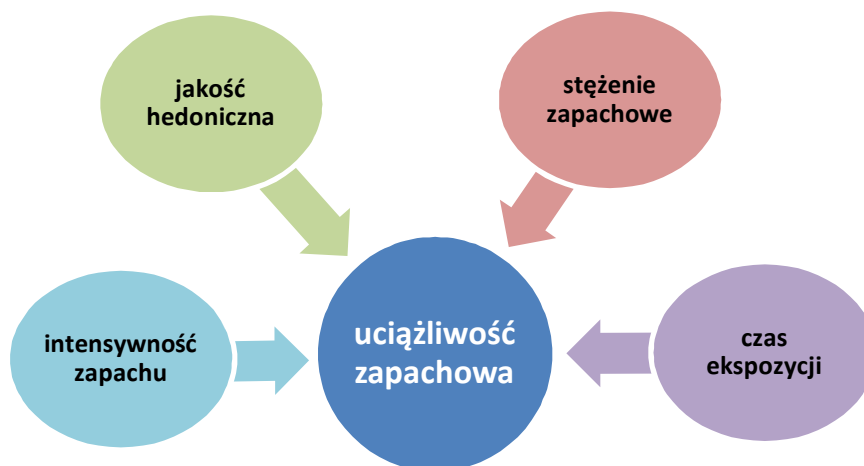 jakość
hedoniczna
stężenie
zapachowe
intensywność
zapachu
uciążliwość
zapachowa
czas
ekspozycji